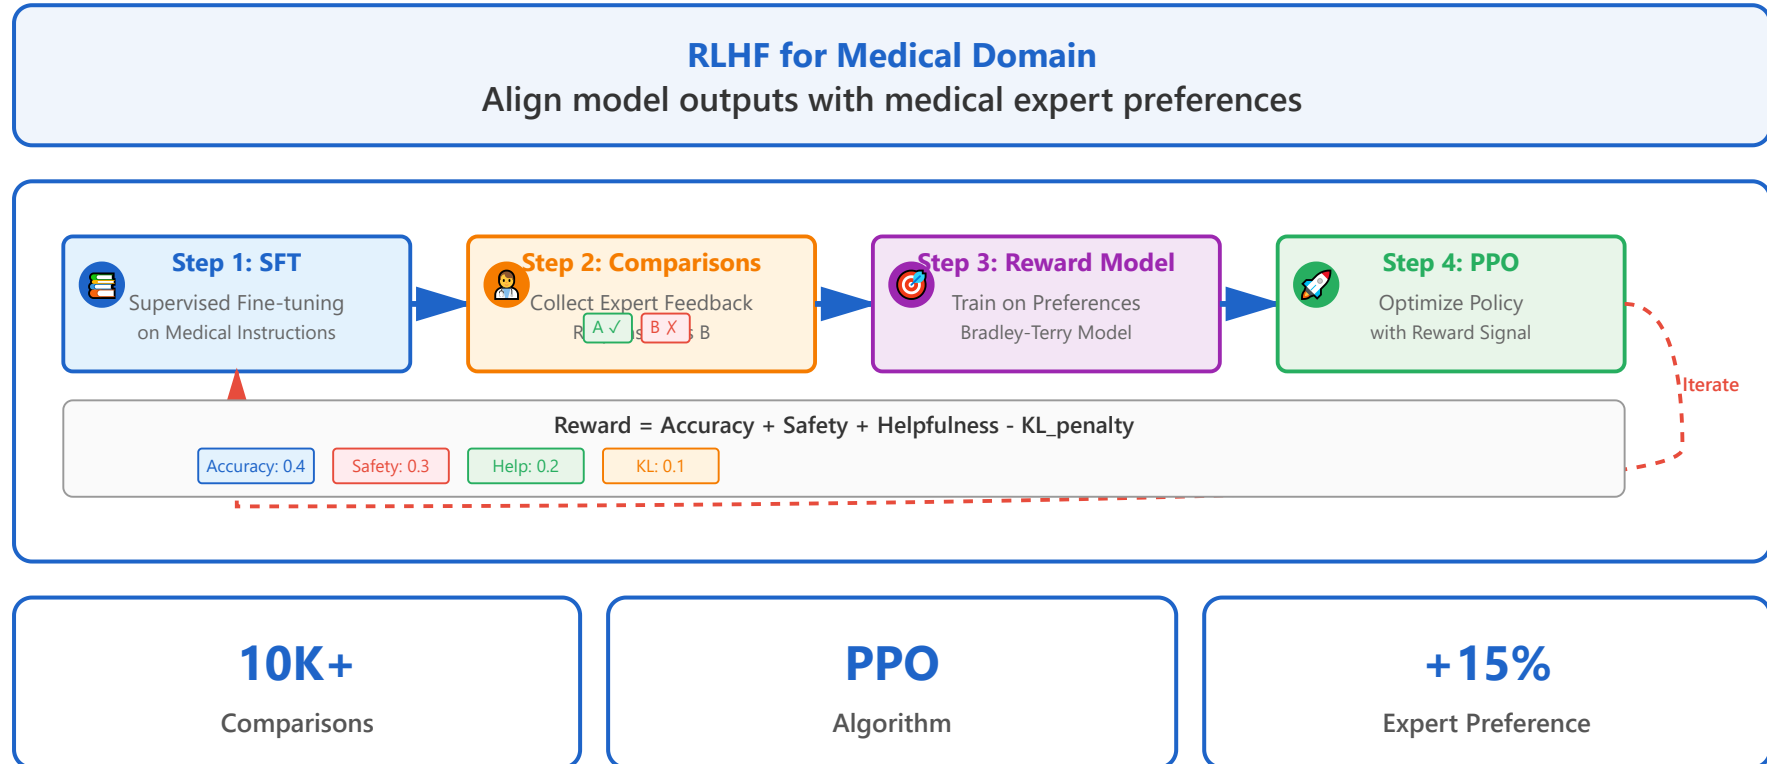 RLHF for Medical Domain
Align model outputs with medical expert preferences
Step 1: SFT
Supervised Fine-tuning
on Medical Instructions
Step 2: Comparisons
Collect Expert Feedback
A ✓ B ✗
B
Step 3: Reward Model
Train on Preferences
Bradley-Terry Model
Step 4: PPO
Optimize Policy
with Reward Signal
Iterate
Reward = Accuracy + Safety + Helpfulness - KL_penalty
Accuracy: 0.4
Safety: 0.3
Help: 0.2
KL: 0.1
10K+
Comparisons
PPO
Algorithm
+15%
Expert Preference